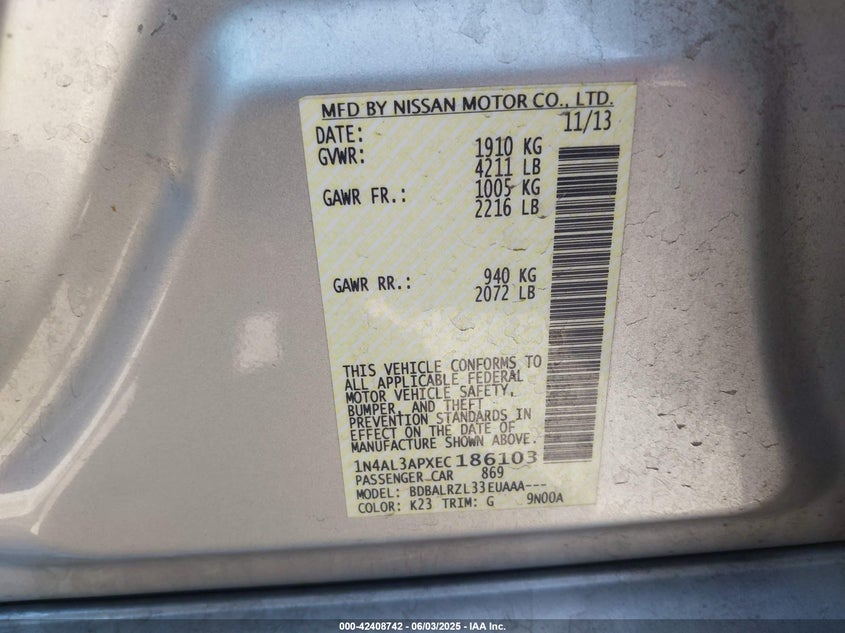 MFD BY NISSAN MOTOR CO., LTD.
DATE: 11/13
GVWR: 1910 KG
4211 LB
GAWR FR.: 1005 KG
2216 LB
GAWR RR.: 940 KG
2072 LB
THIS VEHICLE CONFORMS TO
ALL APPLICABLE FEDERAL
MOTOR VEHICLE SAFETY,
BUMPER, AND THEFT
PREVENTION STANDARDS IN
EFFECT ON THE DATE OF
MANUFACTURE SHOWN ABOVE.
1N4AL3APXEC186103
PASSENGER CAR 869
MODEL: BDBALRZL33EUAAA---
COLOR: K23 TRIM: G 9N00A
000-42408742 / 06/03/2025 - IAA Inc.